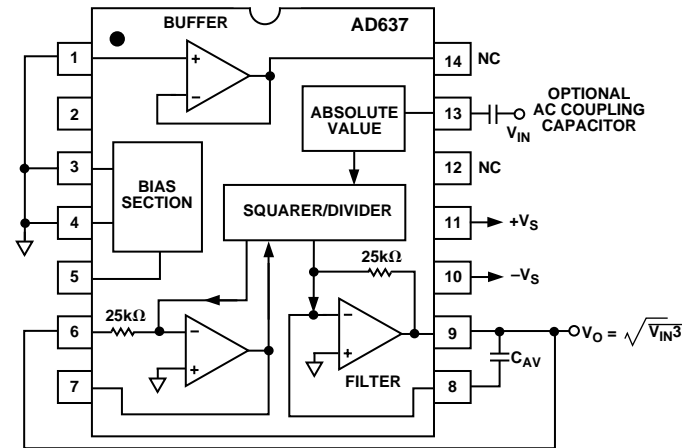 BUFFER
AD637
1
14
NC
2
ABSOLUTE
VALUE
13
V_IN
OPTIONAL
AC COUPLING
CAPACITOR
3
BIAS
SECTION
12
NC
4
SQUARER/DIVIDER
11
+V_S
5
25kΩ
10
−V_S
25kΩ
6
−
+
−
+
+
−
9
V_O = √V_IN3
C_AV
7
FILTER
8